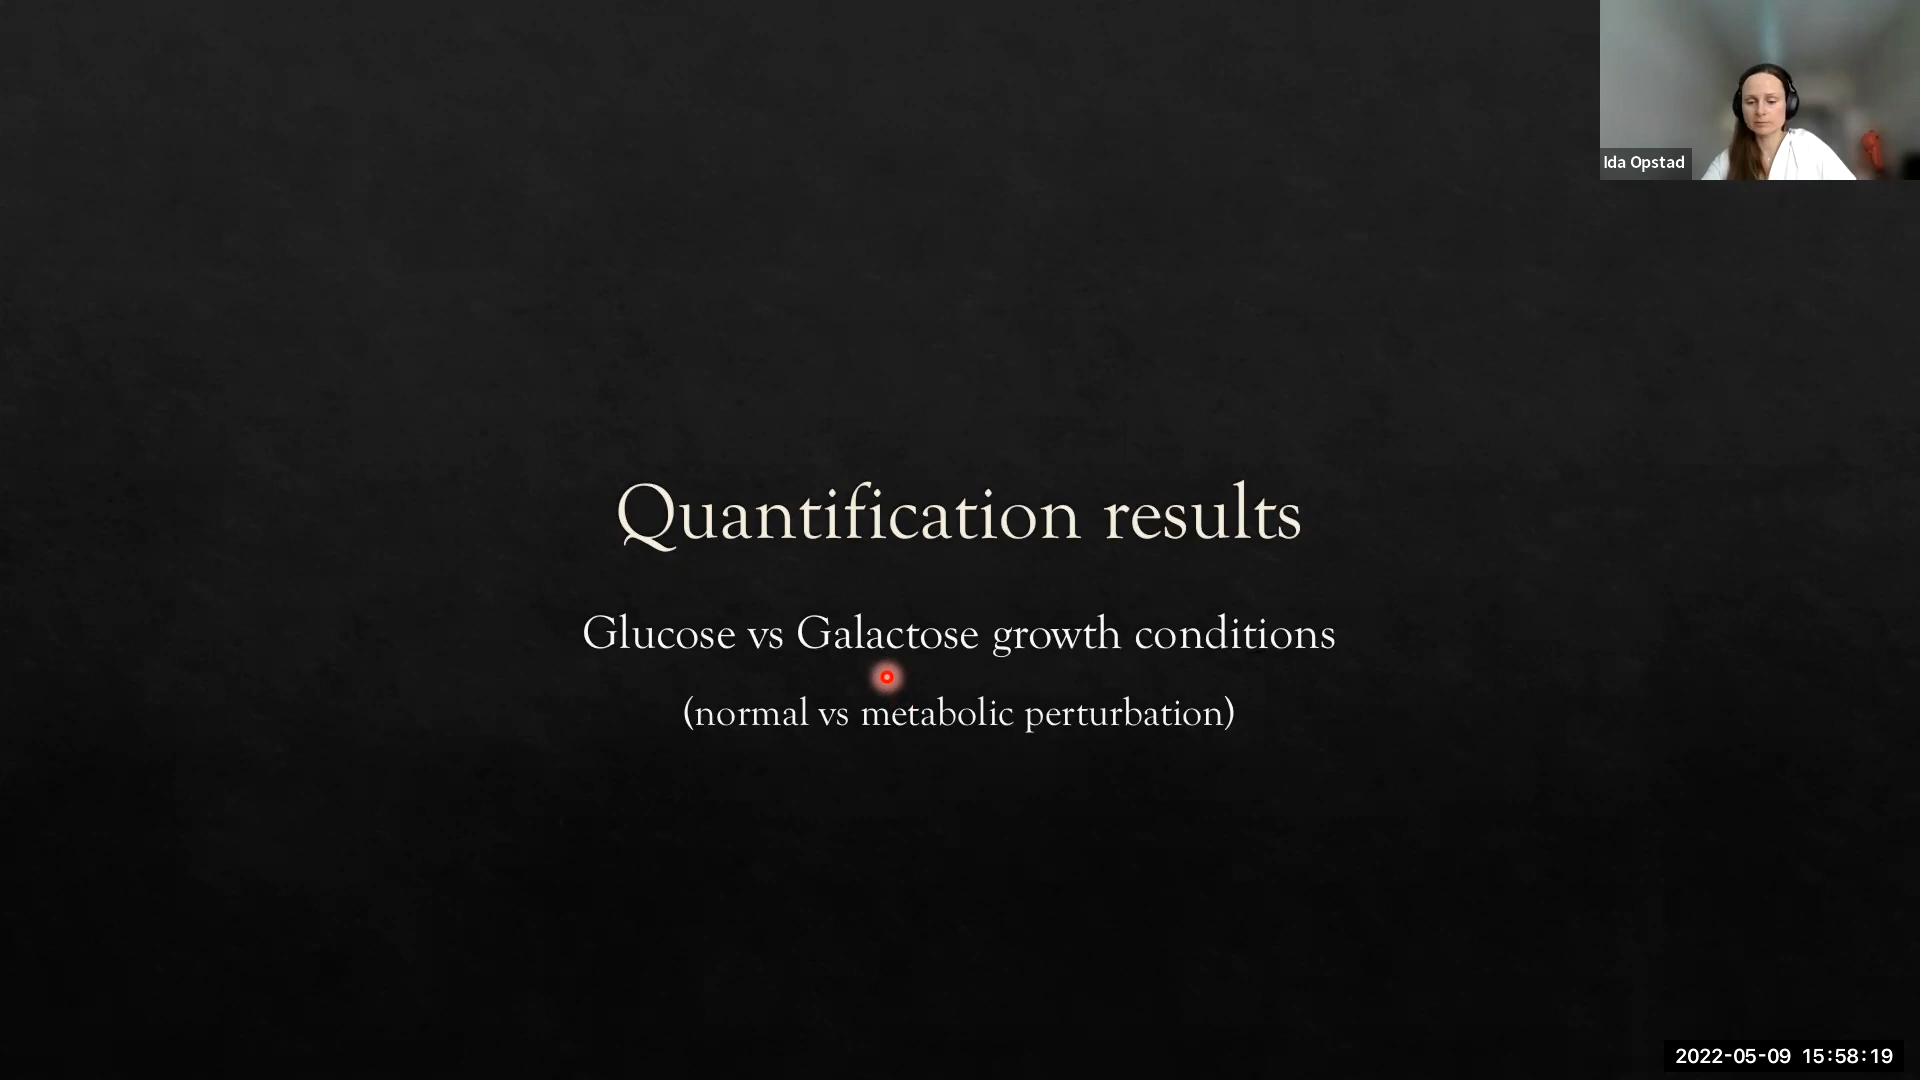 Ida Opstad
Quantification results
Glucose vs Galactose growth conditions
(normal vs metabolic perturbation)
2022-05-09 15:58:19